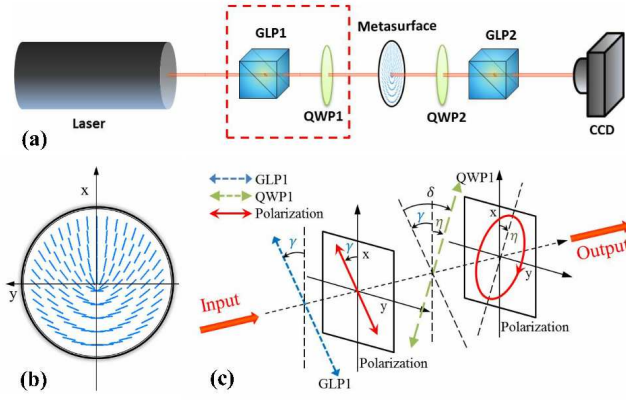 GLP1
Metasurface
GLP2
QWP1
QWP2
Laser
CCD
(a)
x
y
(b)
GLP1
QWP1
Polarization
QWP1
δ
γ
η
γ
γ
x
y
x
η
y
Input
Output
Polarization
Polarization
GLP1
(c)